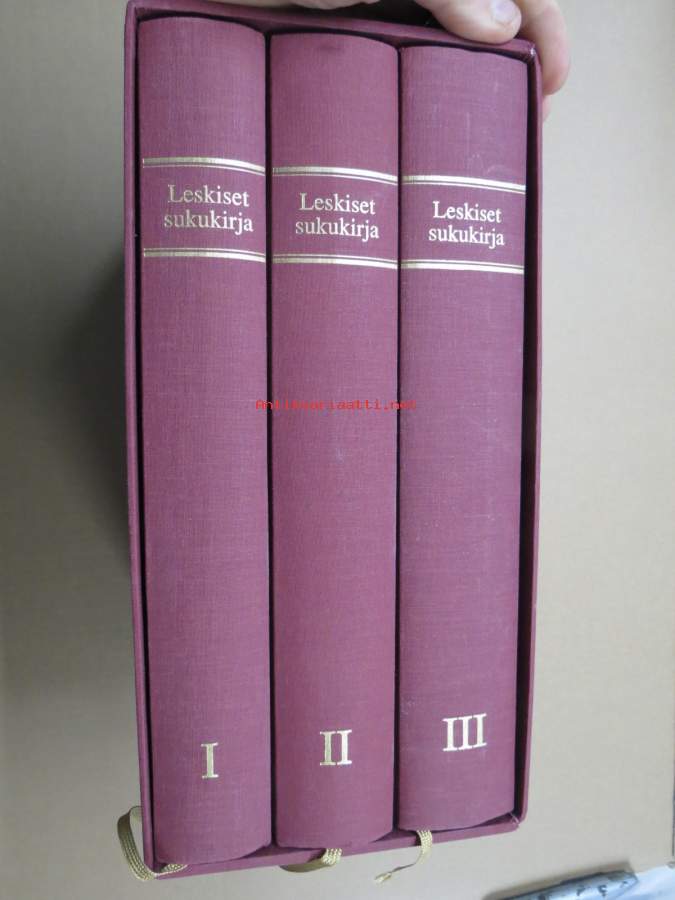 Leskiset
sukukirja
I
Leskiset
sukukirja
II
Leskiset
sukukirja
III
Antikvariaatti.net